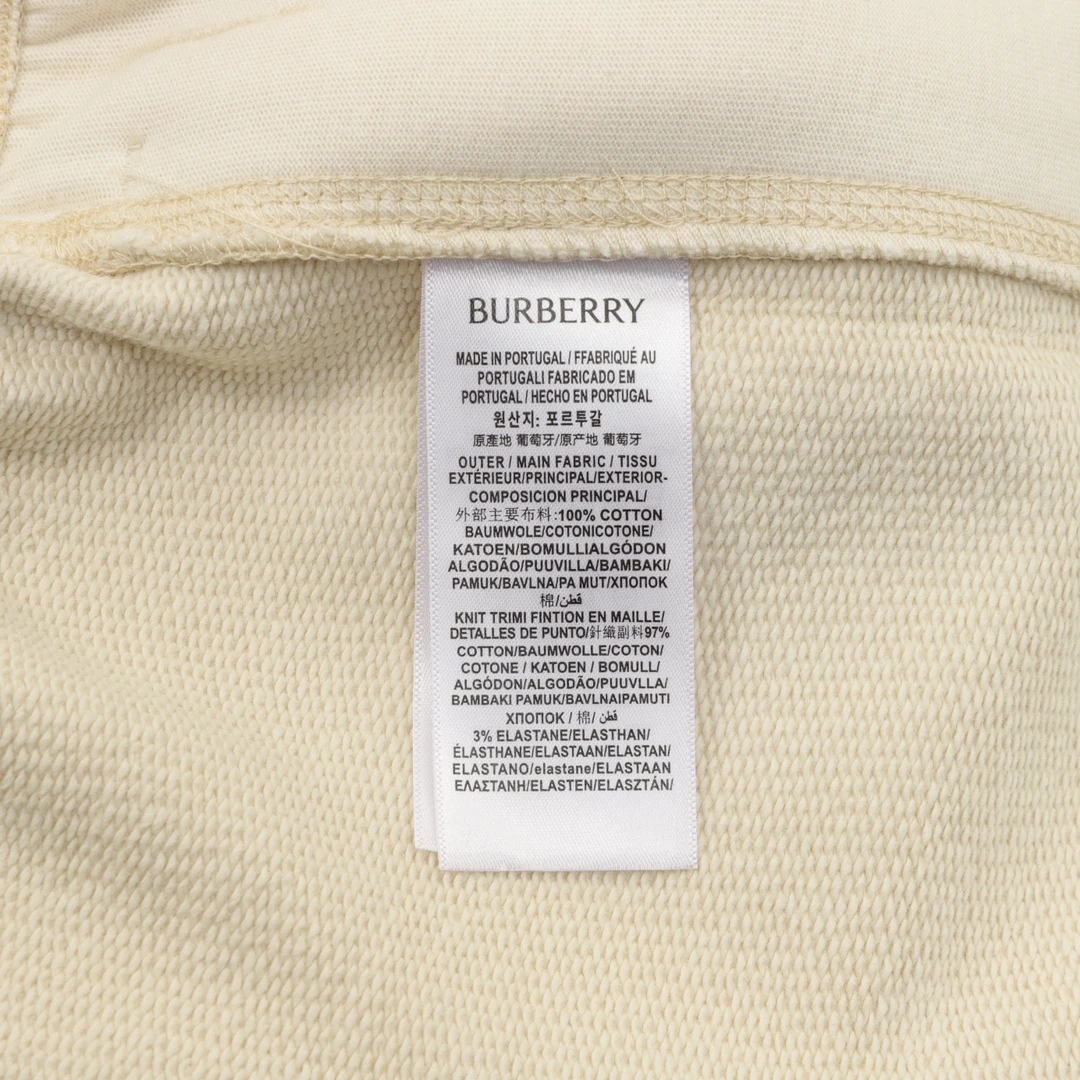 BURBERRY
MADE IN PORTUGAL / FFABRIQUÉ AU
PORTUGALI FABRICADO EM
PORTUGAL / HECHO EN PORTUGAL
원산지: 포르투갈
原產地 葡萄牙/原产地 葡萄牙
OUTER / MAIN FABRIC / TISSU
EXTÉRIEUR/PRINCIPAL/EXTERIOR-
COMPOSICION PRINCIPAL/
外部主要布料:100% COTTON
BAUMWOLE/COTONICOTONE/
KATOEN/BOMULLIALGÓDON
ALGODÃO/PUUVILLA/BAMBAKI/
PAMUK/BAVLNA/PA MUT/ХПОПОК
棉/قطن
KNIT TRIMI FINTION EN MAILLE/
DETALLES DE PUNTO/針織副料97%
COTTON/BAUMWOLLE/COTON/
COTONE / KATOEN / BOMULL/
ALGÓDON/ALGODÃO/PUUVLLA/
BAMBAKI PAMUK/BAVLNAIPAMUTI
ХПОПОК / 棉/ قطن
3% ELASTANE/ELASTHAN/
ÉLASTHANE/ELASTAAN/ELASTAN/
ELASTANO/elastane/ELASTAAN
ΕΛΑΣΤΑΝΗ/ELASTEN/ELASZTÁN/